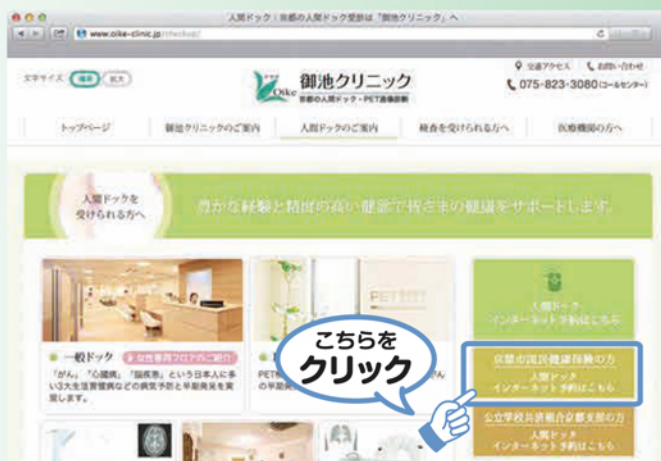 人間ドック｜京都の人間ドック受診は「御池クリニック」へ
www.oike-clinic.jp/checkup/
文字サイズ 標準 拡大
Oike 御池クリニック
京都の人間ドック・PET画像診断
交通アクセス お問い合わせ
075-823-3080(コールセンター)
トップページ 御池クリニックのご案内 人間ドックのご案内 検査を受けられる方へ 医療機関の方へ
人間ドックを
受けられる方へ
豊かな経験と精度の高い健診で皆さまの健康をサポートします。
一般ドック 女性専用フロアのご紹介
「がん」「心臓病」「脳疾患」という日本人に多
い3大生活習慣病などの病気予防と早期発見を実
現します。
PET
こちらを
クリック
人間ドック
インターネット予約はこちら
京都市国民健康保険の方
人間ドック
インターネット予約はこちら
公立学校共済組合京都支部の方
人間ドック
インターネット予約はこちら